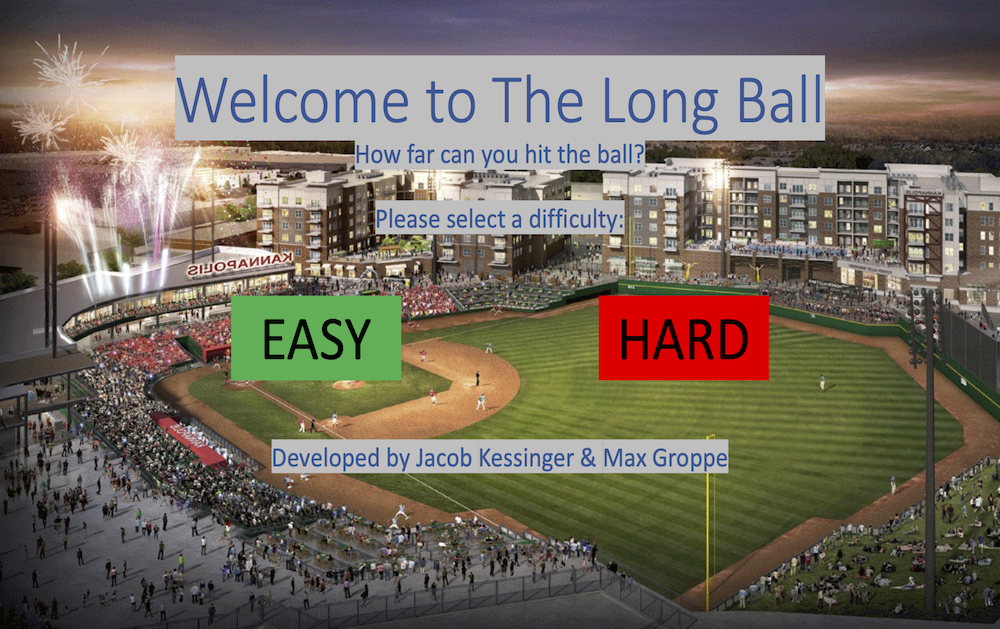 Welcome to The Long Ball
How far can you hit the ball?
Please select a difficulty:
KANNAPOLIS
EASY
HARD
Developed by Jacob Kessinger & Max Groppe